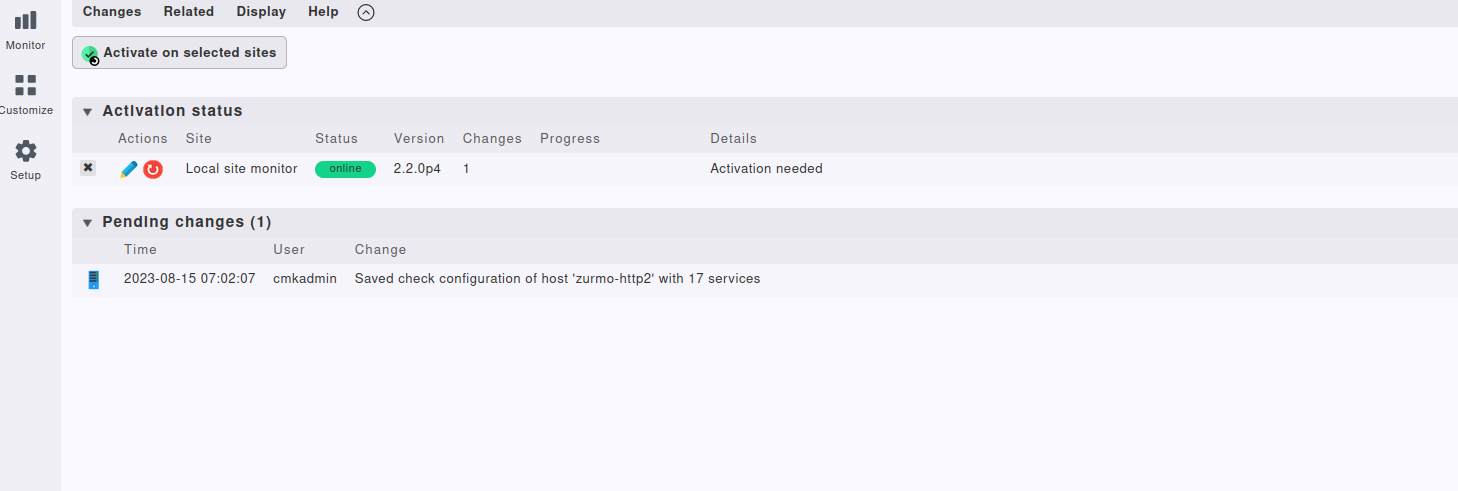 Changes Related Display Help
Monitor
Activate on selected sites
Customize
Activation status
Actions Site Status Version Changes Progress Details
Local site monitor online 2.2.0p4 1 Activation needed
Setup
Pending changes (1)
Time User Change
2023-08-15 07:02:07 cmkadmin Saved check configuration of host 'zurmo-http2' with 17 services